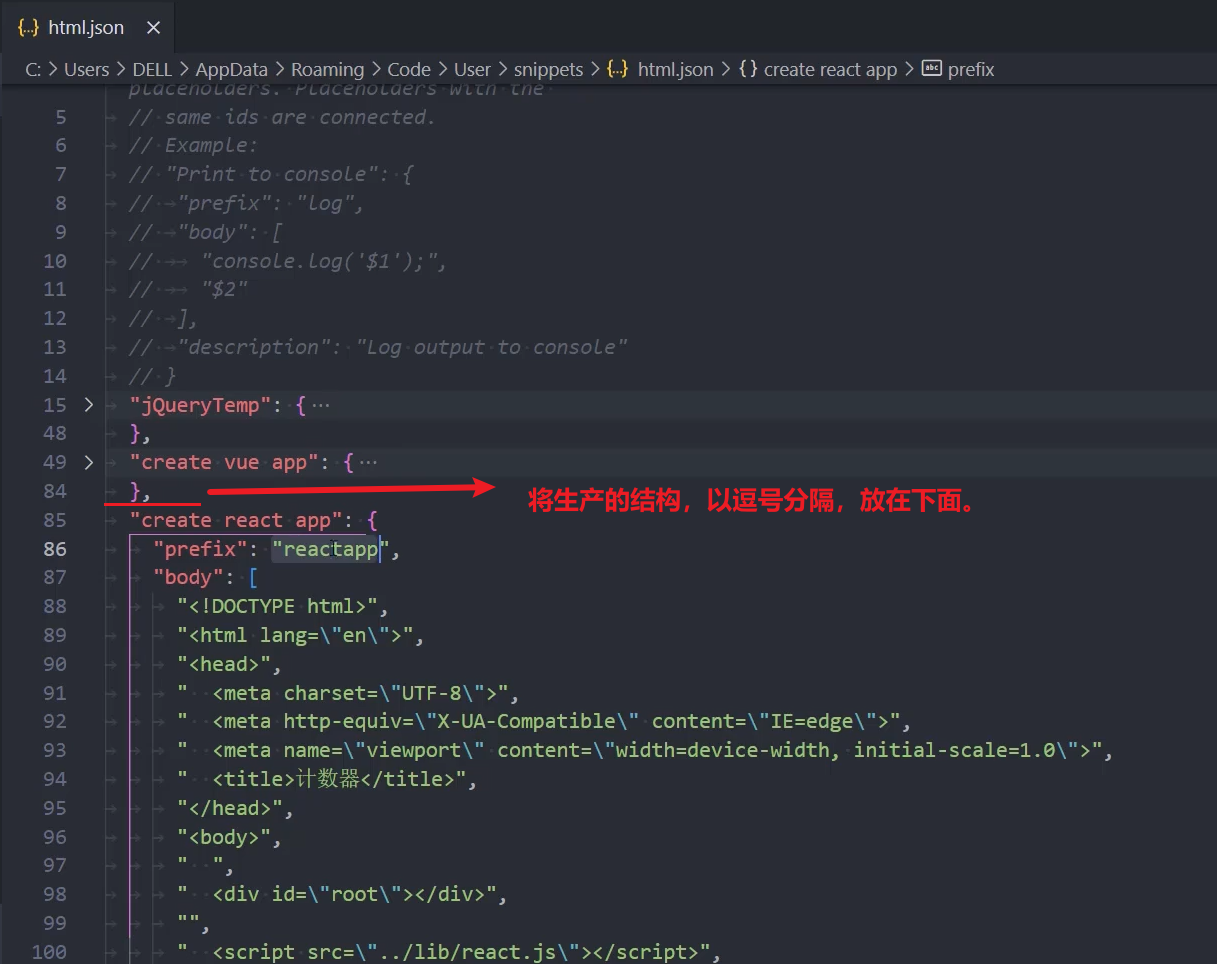 {..} html.json ×
C: > Users > DELL > AppData > Roaming > Code > User > snippets > {..} html.json > {} create react app > abc prefix
placeholders. Placeholders with the
5 // same ids are connected.
6 // Example:
7 // "Print to console": {
8 // "prefix": "log",
9 // "body": [
10 // "console.log('$1');",
11 // "$2"
12 // ],
13 // "description": "Log output to console"
14 // }
15 > "jQueryTemp": { ···
48 },
49 > "create vue app": { ···
84 },
将生产的结构，以逗号分隔，放在下面。
85 "create react app": {
86 "prefix": "reactapp",
87 "body": [
88 "<!DOCTYPE html>",
89 "<html lang=\"en\">",
90 "<head>",
91 "  <meta charset=\"UTF-8\">",
92 "  <meta http-equiv=\"X-UA-Compatible\" content=\"IE=edge\">",
93 "  <meta name=\"viewport\" content=\"width=device-width, initial-scale=1.0\">",
94 "  <title>计数器</title>",
95 "</head>",
96 "<body>",
97 "  ",
98 "  <div id=\"root\"></div>",
99 "",
100 "  <script src=\"../lib/react.js\"></script>",